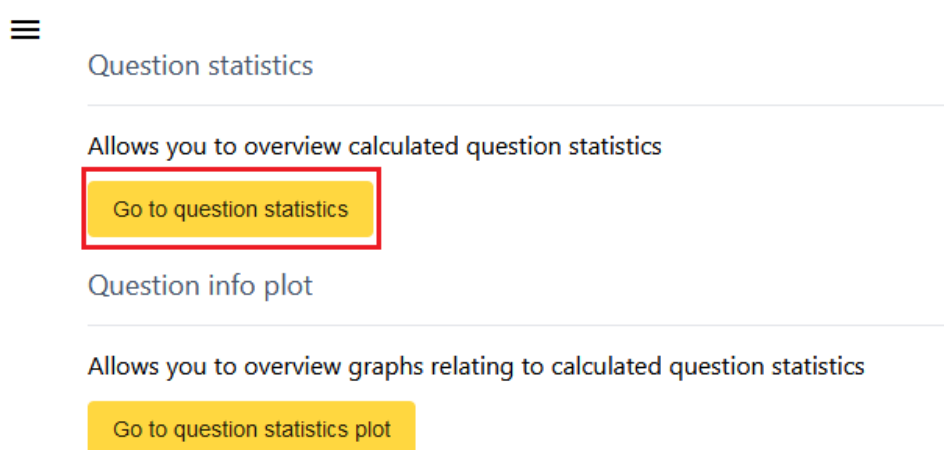 Question statistics
Allows you to overview calculated question statistics
Go to question statistics
Question info plot
Allows you to overview graphs relating to calculated question statistics
Go to question statistics plot